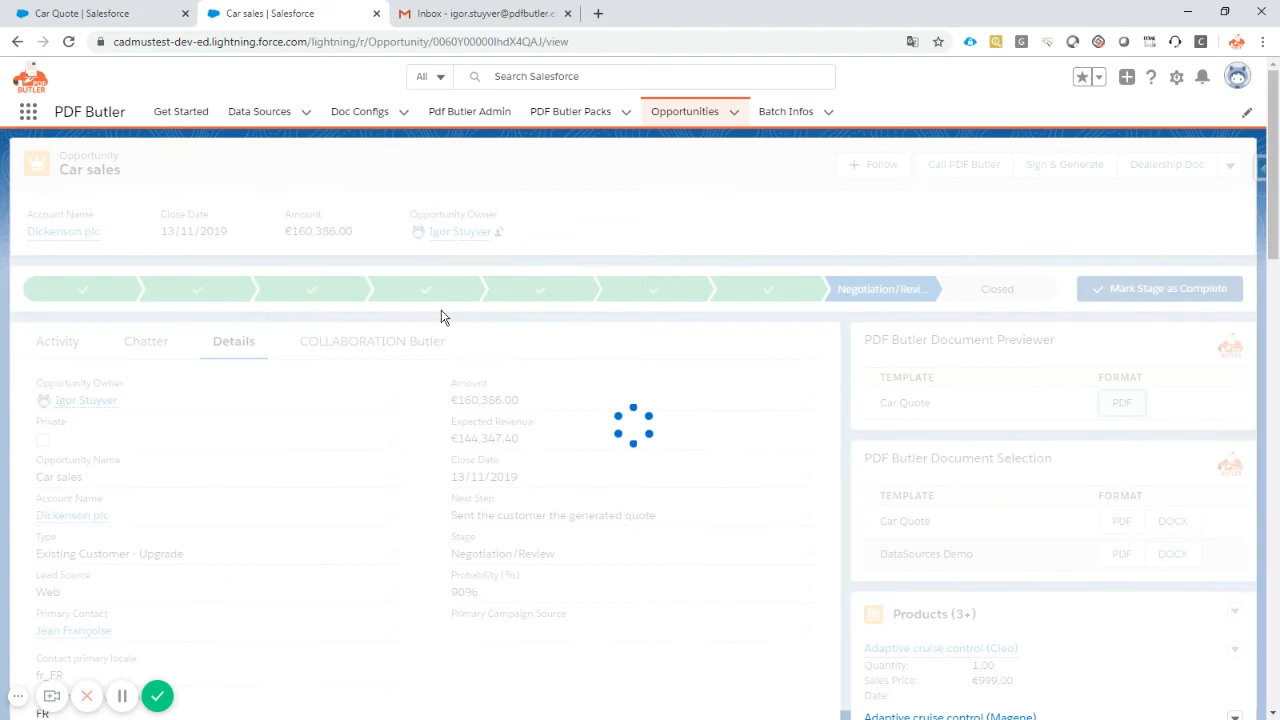 Car Quote | Salesforce
Car sales | Salesforce
Inbox - igor.stuyver@pdfbutler.c
cadmustest-dev-ed.lightning.force.com/lightning/r/Opportunity/0060Y00000IhdX4QAJ/view
PDF BUTLER
All
Search Salesforce
PDF Butler
Get Started
Data Sources
Doc Configs
Pdf Butler Admin
PDF Butler Packs
Opportunities
Batch Infos
Opportunity
Car sales
Follow
Call PDF Butler
Sign & Generate
Dealership Doc
Account Name
Close Date
Amount
Opportunity Owner
Dickenson plc
13/11/2019
€160,386.00
Igor Stuyver
Negotiation/Revi...
Closed
Mark Stage as Complete
Activity
Chatter
Details
COLLABORATION Butler
Opportunity Owner
Igor Stuyver
Private
Opportunity Name
Car sales
Account Name
Dickenson plc
Type
Existing Customer - Upgrade
Lead Source
Web
Primary Contact
Jean Françoise
Contact primary locale
fr_FR
FR
Amount
€160,386.00
Expected Revenue
€144,347.40
Close Date
13/11/2019
Next Step
Sent the customer the generated quote
Stage
Negotiation/Review
Probability (%)
90%
Primary Campaign Source
PDF Butler Document Previewer
TEMPLATE
FORMAT
Car Quote
PDF
PDF Butler Document Selection
TEMPLATE
FORMAT
Car Quote
PDF
DOCX
DataSources Demo
PDF
DOCX
Products (3+)
Adaptive cruise control (Cleo)
Quantity:
1,00
Sales Price:
€999.00
Date:
Adaptive cruise control (Magene)